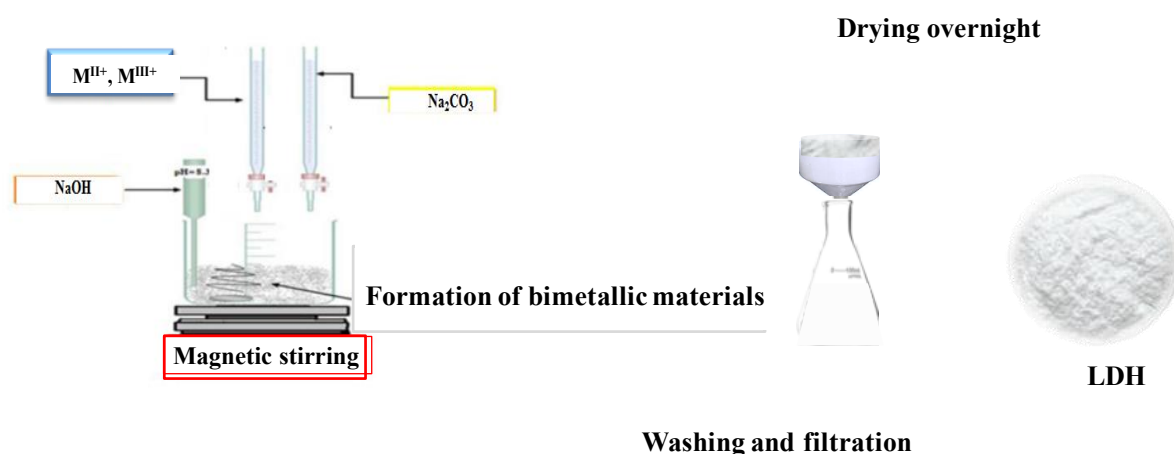 Drying overnight
M^II+, M^III+
Na₂CO₃
NaOH
Formation of bimetallic materials
Magnetic stirring
LDH
Washing and filtration